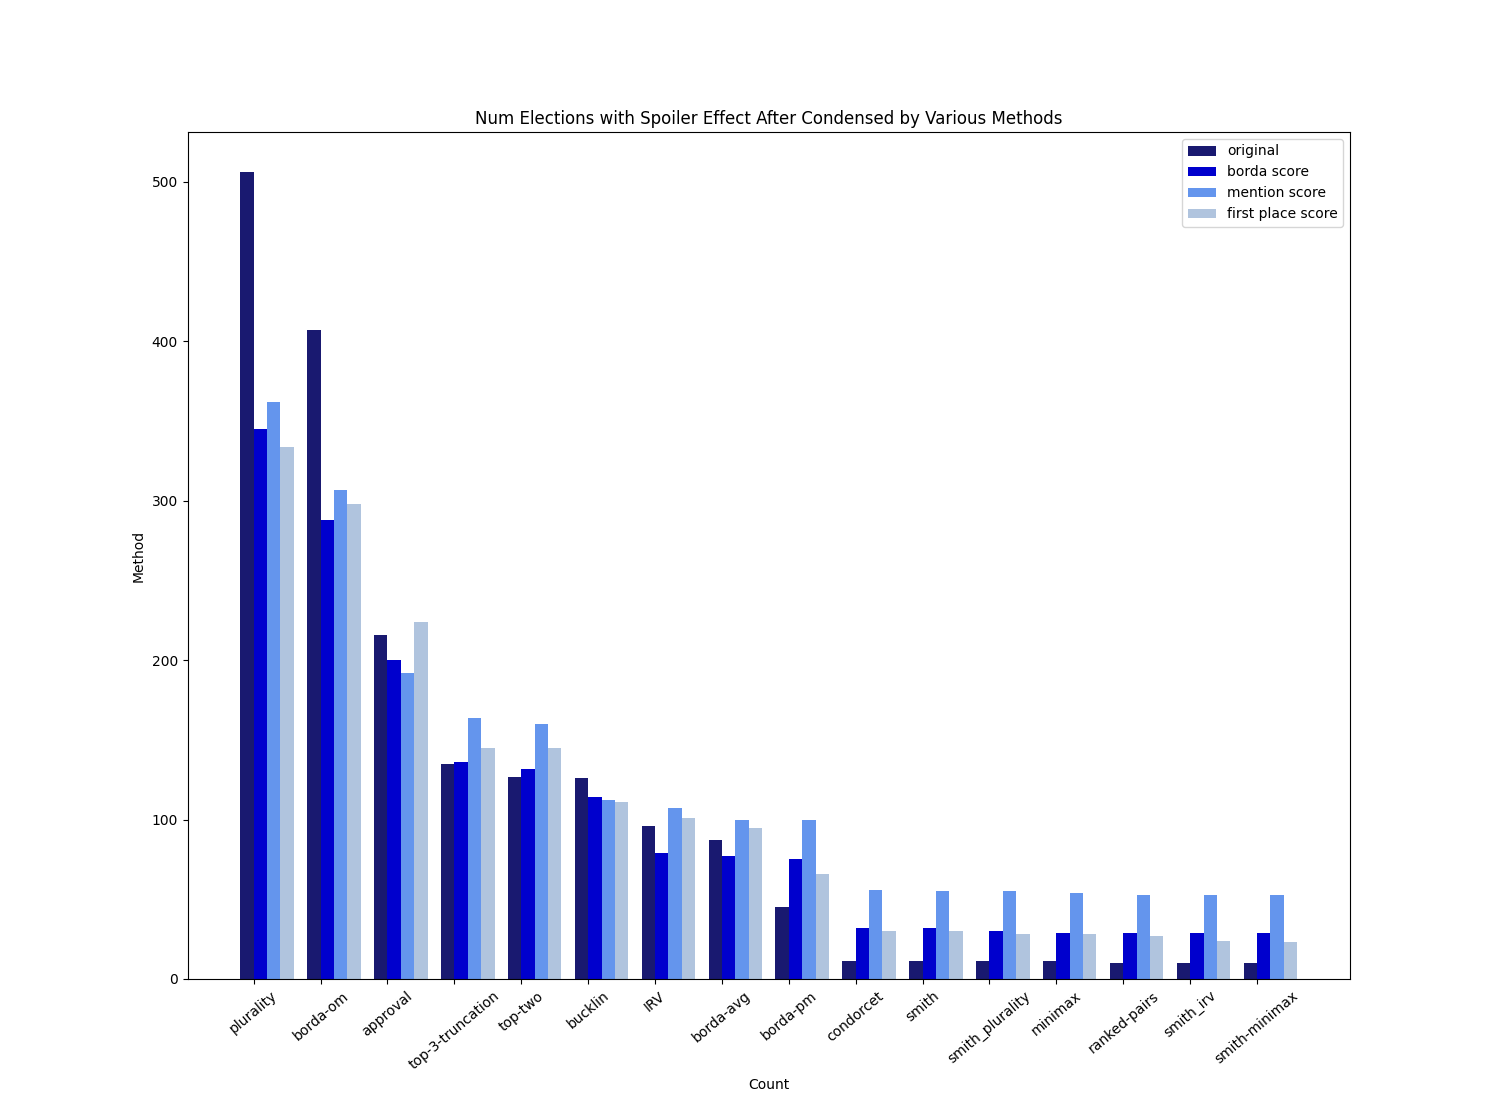 Num Elections with Spoiler Effect After Condensed by Various Methods
original
borda score
mention score
first place score
500
400
300
200
100
0
Method
plurality
borda-om
approval
top-3-truncation
top-two
bucklin
IRV
borda-avg
borda-pm
condorcet
smith
smith_plurality
minimax
ranked-pairs
smith_irv
smith-minimax
Count